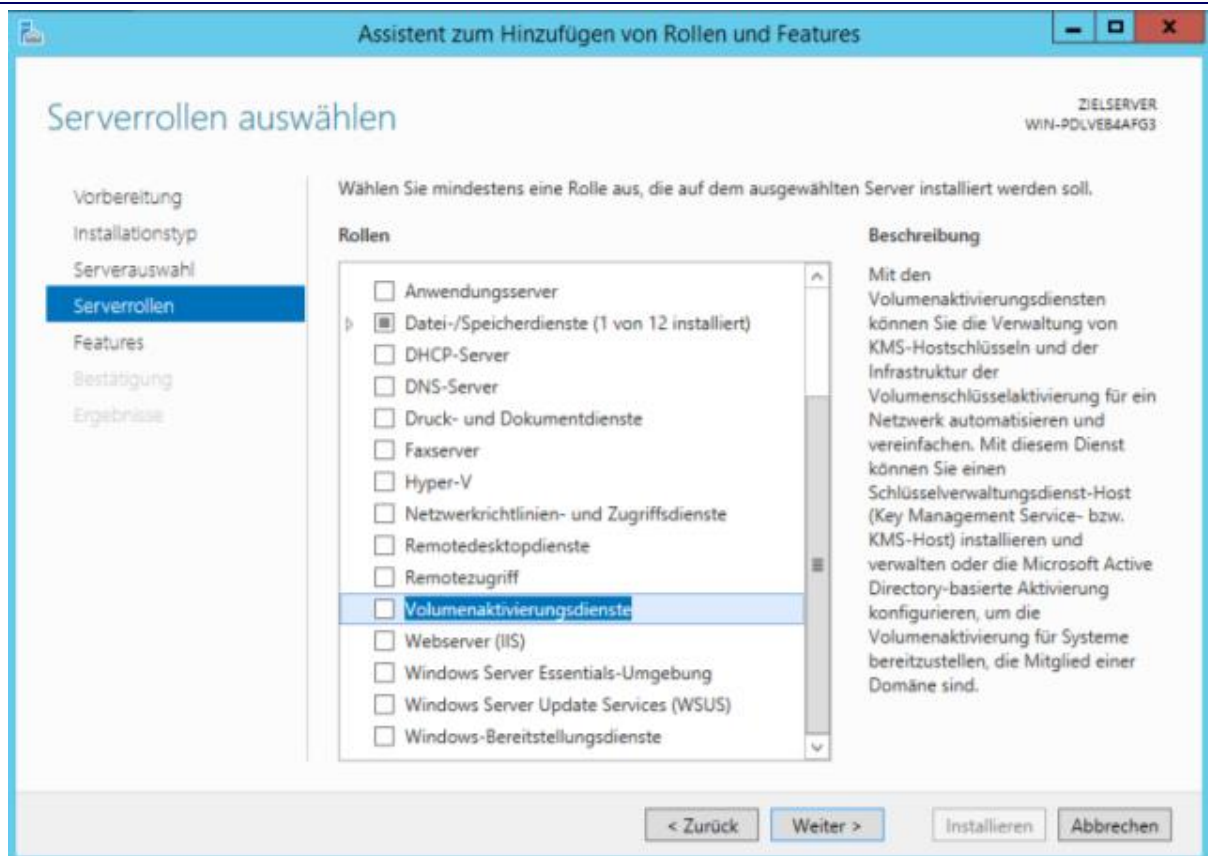 Assistent zum Hinzufügen von Rollen und Features
Serverrollen auswählen
ZIELSERVER
WIN-PDLVEB4AFG3
Vorbereitung
Installationstyp
Serverauswahl
Serverrollen
Features
Bestätigung
Ergebnisse
Wählen Sie mindestens eine Rolle aus, die auf dem ausgewählten Server installiert werden soll.
Rollen
Anwendungsserver
Datei-/Speicherdienste (1 von 12 installiert)
DHCP-Server
DNS-Server
Druck- und Dokumentdienste
Faxserver
Hyper-V
Netzwerkrichtlinien- und Zugriffsdienste
Remotedesktopdienste
Remotezugriff
Volumenaktivierungsdienste
Webserver (IIS)
Windows Server Essentials-Umgebung
Windows Server Update Services (WSUS)
Windows-Bereitstellungsdienste
Beschreibung
Mit den
Volumenaktivierungsdiensten
können Sie die Verwaltung von
KMS-Hostschlüsseln und der
Infrastruktur der
Volumenschlüsselaktivierung für ein
Netzwerk automatisieren und
vereinfachen. Mit diesem Dienst
können Sie einen
Schlüsselverwaltungsdienst-Host
(Key Management Service- bzw.
KMS-Host) installieren und
verwalten oder die Microsoft Active
Directory-basierte Aktivierung
konfigurieren, um die
Volumenaktivierung für Systeme
bereitzustellen, die Mitglied einer
Domäne sind.
< Zurück
Weiter >
Installieren
Abbrechen